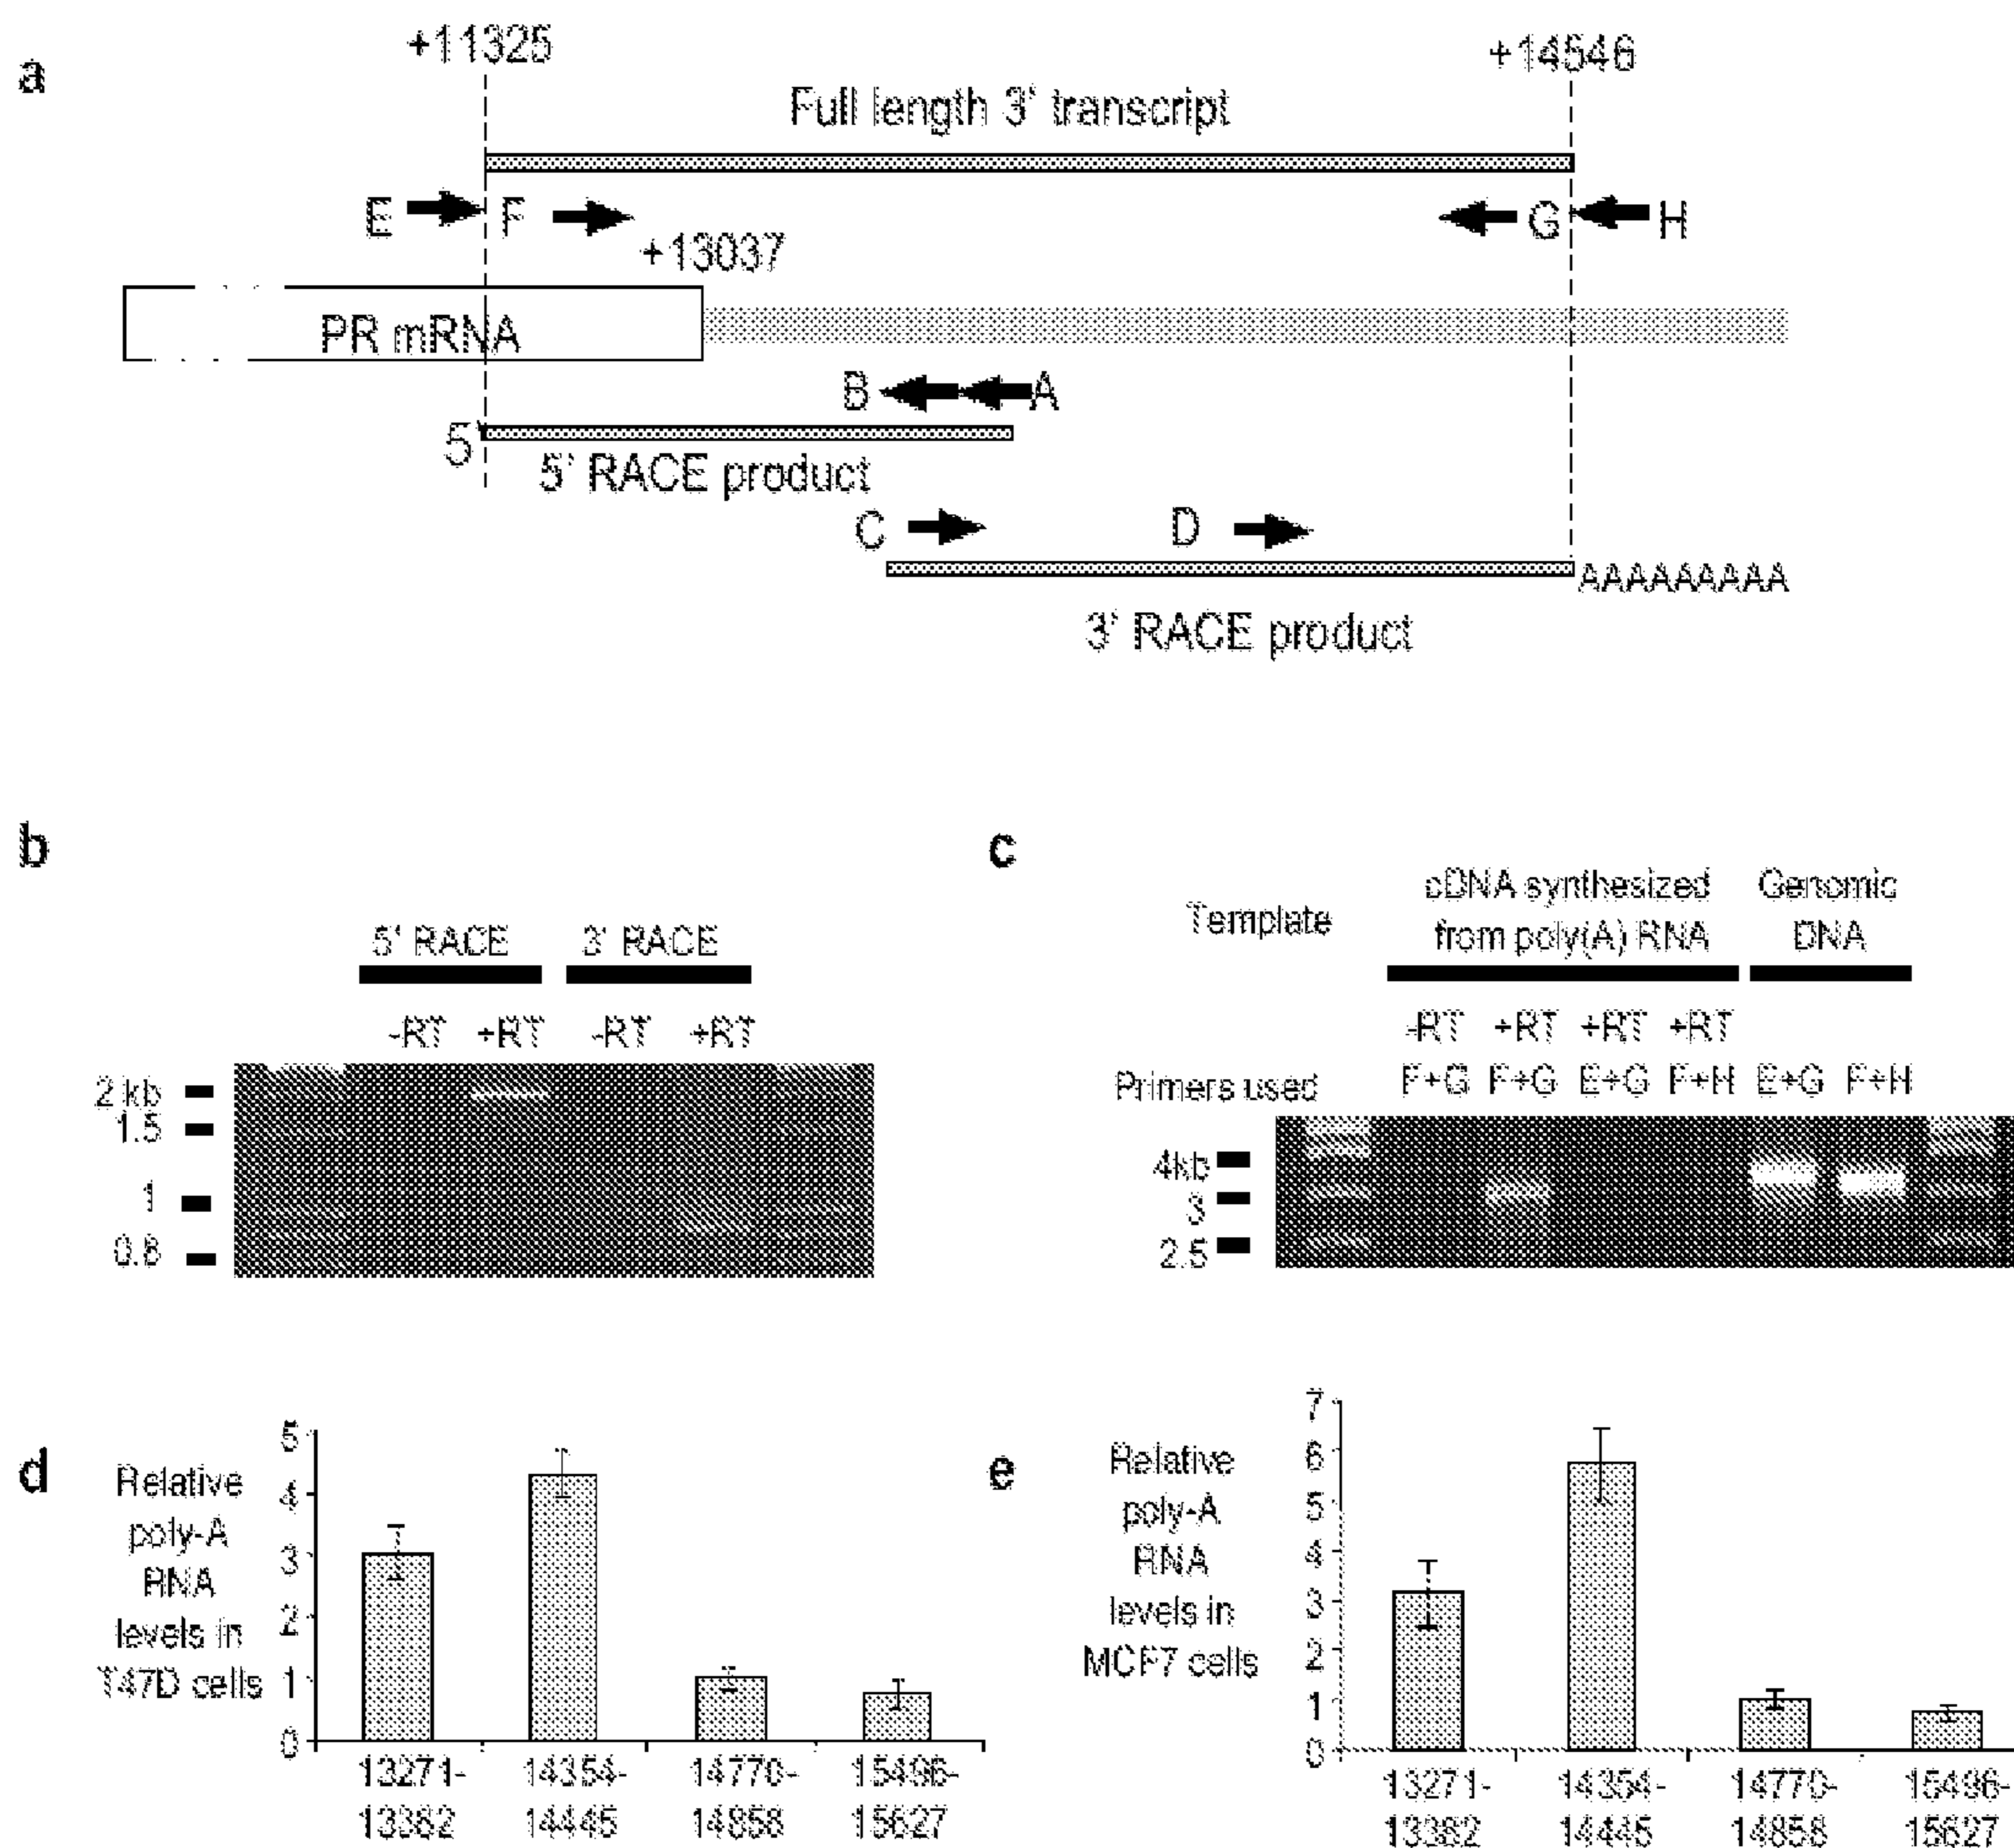 a
+11325
+14546
Full length 3' transcript
E
F
G
H
+13037
PR mRNA
B
A
5'
5' RACE product
C
D
AAAAAAAAA
3' RACE product
b
5' RACE
3' RACE
-RT +RT -RT +RT
2 kb
1.5
1
0.8
c
Template
cDNA synthesized
from poly(A) RNA
Genomic
DNA
-RT +RT +RT +RT
Primers used
F+G F+G E+G F+H E+G F+H
4kb
3
2.5
d
Relative
poly-A
RNA
levels in
T47D cells
5
4
3
2
1
0
13271-
13382
14354-
14445
14770-
14858
15496-
15627
e
Relative
poly-A
RNA
levels in
MCF7 cells
7
6
5
4
3
2
1
0
13271-
13382
14354-
14445
14770-
14858
15496-
15627